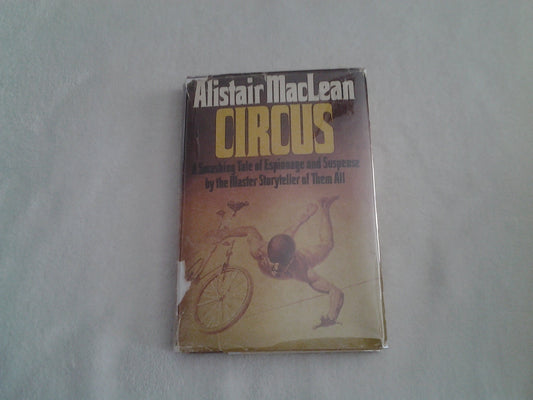 Alistair MacLean
CIRCUS
A Smashing Tale of Espionage and Suspense
by the Master Storyteller of Them All